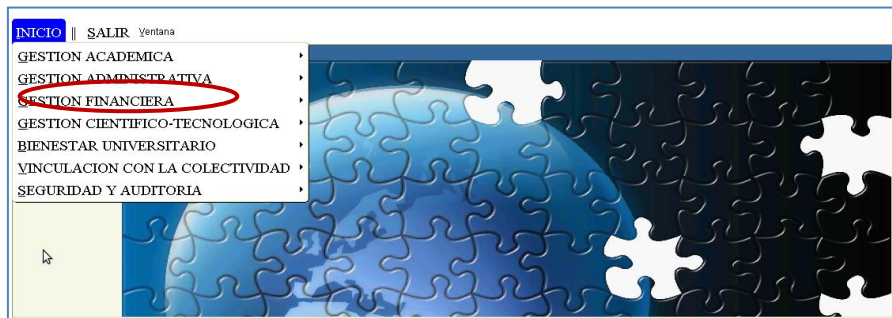 INICIO || SALIR Ventana
GESTION ACADEMICA
GESTION ADMINISTRATIVA
GESTION FINANCIERA
GESTION CIENTIFICO-TECNOLOGICA
BIENESTAR UNIVERSITARIO
VINCULACION CON LA COLECTIVIDAD
SEGURIDAD Y AUDITORIA